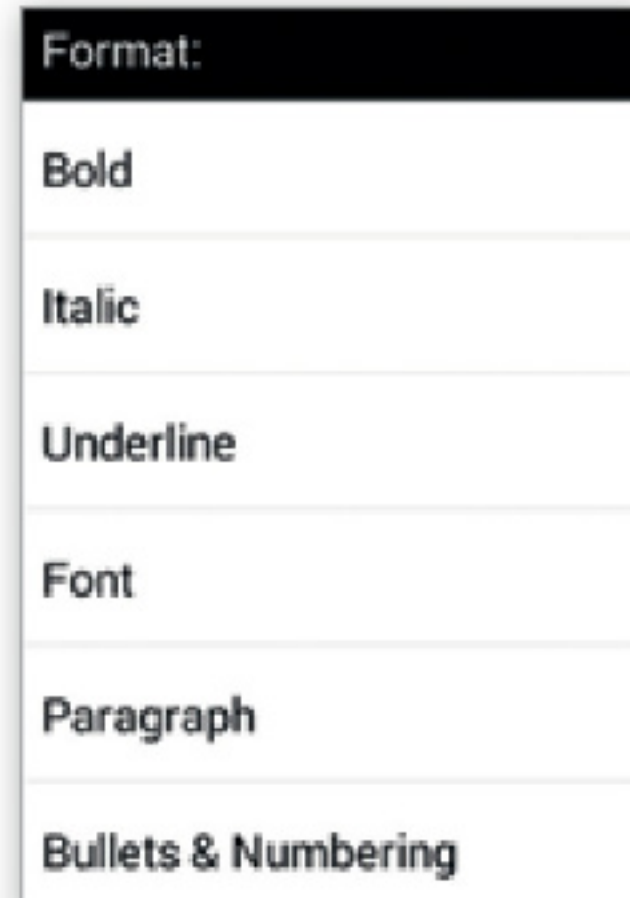 Format:
Bold
Italic
Underline
Font
Paragraph
Bullets & Numbering